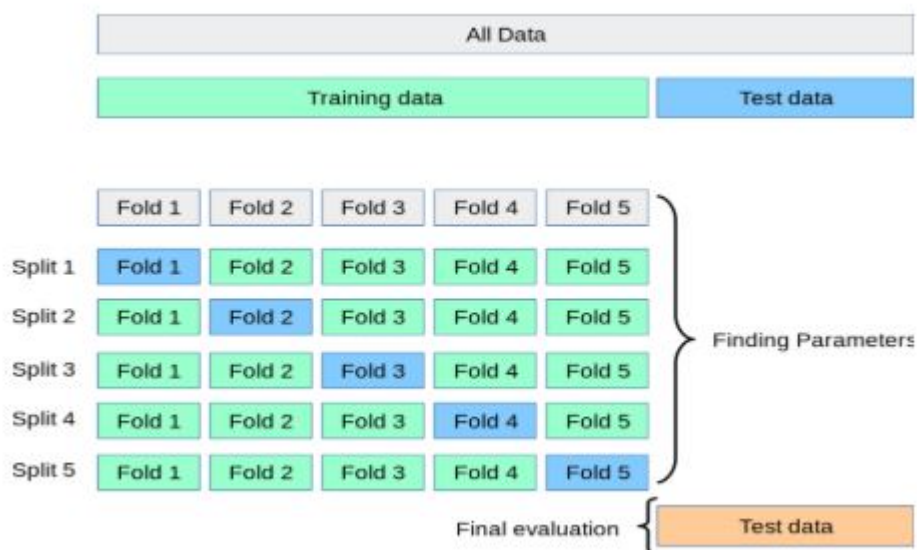 All Data
Training data Test data
Fold 1 Fold 2 Fold 3 Fold 4 Fold 5
Split 1 Fold 1 Fold 2 Fold 3 Fold 4 Fold 5
Split 2 Fold 1 Fold 2 Fold 3 Fold 4 Fold 5
Finding Parameters
Split 3 Fold 1 Fold 2 Fold 3 Fold 4 Fold 5
Split 4 Fold 1 Fold 2 Fold 3 Fold 4 Fold 5
Split 5 Fold 1 Fold 2 Fold 3 Fold 4 Fold 5
Final evaluation Test data